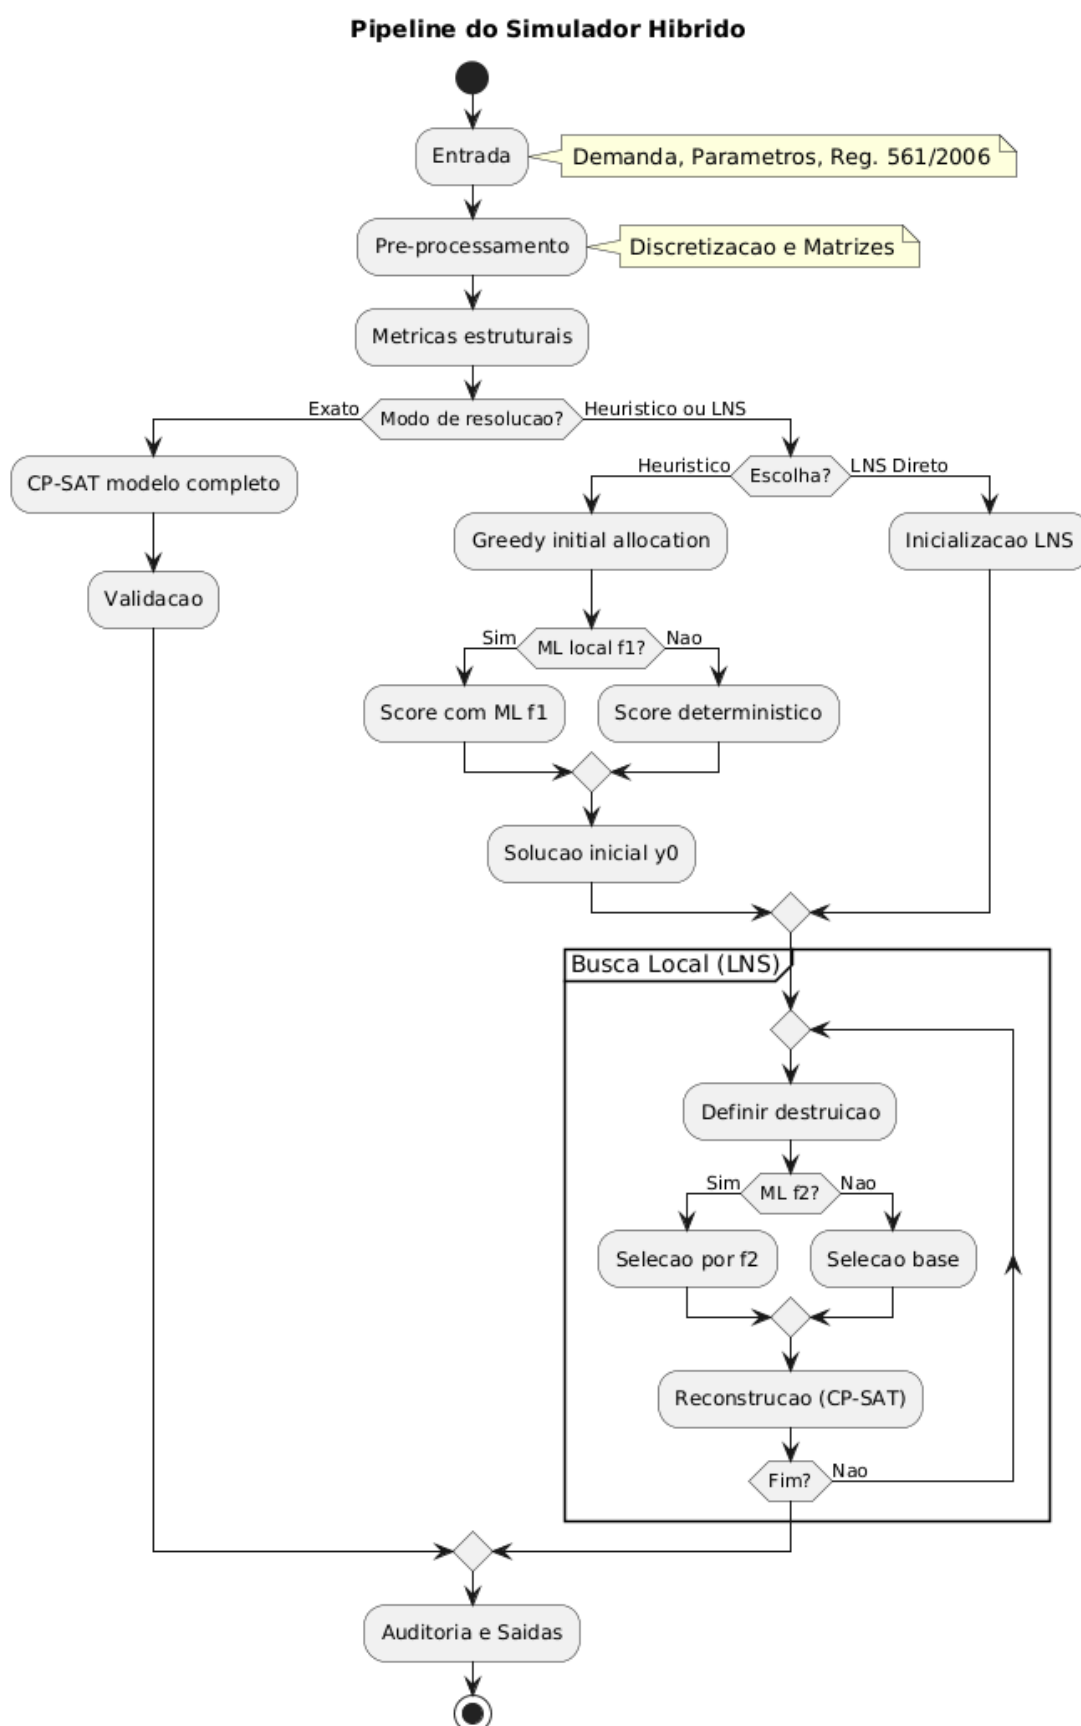 Pipeline do Simulador Hibrido
Entrada
Demanda, Parametros, Reg. 561/2006
Pre-processamento
Discretizacao e Matrizes
Metricas estruturais
Modo de resolucao?
Exato
Heuristico ou LNS
CP-SAT modelo completo
Validacao
Escolha?
Heuristico
LNS Direto
Greedy initial allocation
Inicializacao LNS
ML local f1?
Sim
Nao
Score com ML f1
Score deterministico
Solucao inicial y0
Busca Local (LNS)
Definir destruicao
ML f2?
Sim
Nao
Selecao por f2
Selecao base
Reconstrucao (CP-SAT)
Fim?
Nao
Auditoria e Saidas